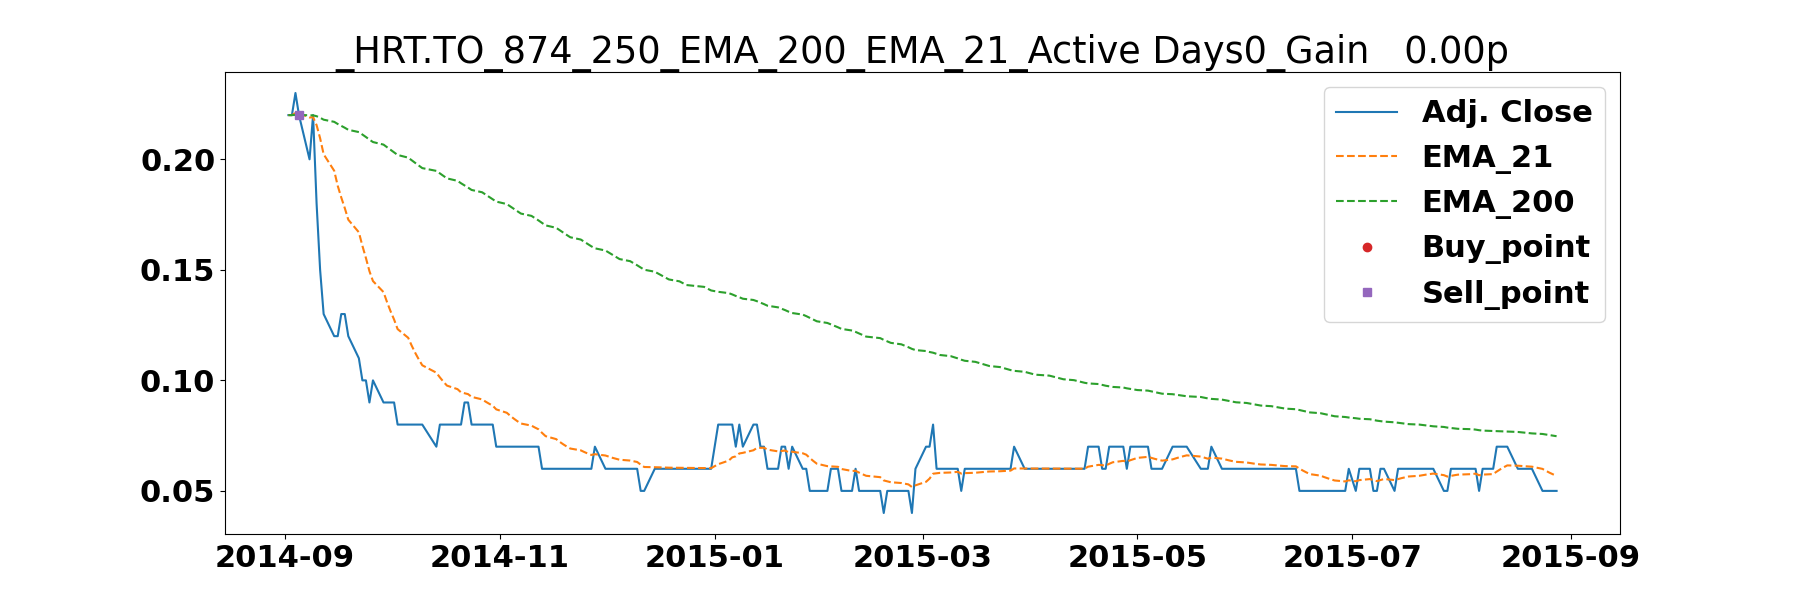 _HRT.TO_874_250_EMA_200_EMA_21_Active Days0_Gain   0.00p
Adj. Close
EMA_21
EMA_200
Buy_point
Sell_point
0.20
0.15
0.10
0.05
2014-09
2014-11
2015-01
2015-03
2015-05
2015-07
2015-09